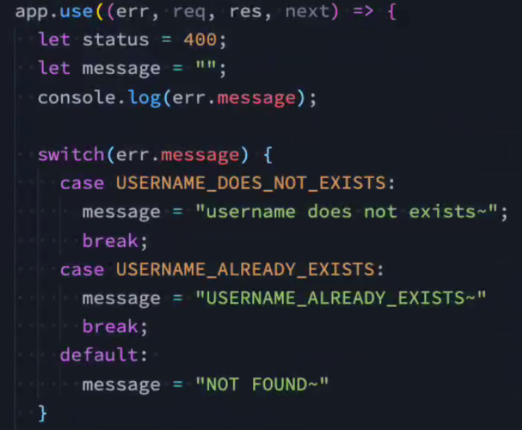 app.use((err, req, res, next) => {
  let status = 400;
  let message = "";
  console.log(err.message);

  switch(err.message) {
    case USERNAME_DOES_NOT_EXISTS:
      message = "username does not exists~";
      break;
    case USERNAME_ALREADY_EXISTS:
      message = "USERNAME_ALREADY_EXISTS~"
      break;
    default:
      message = "NOT FOUND~"
  }